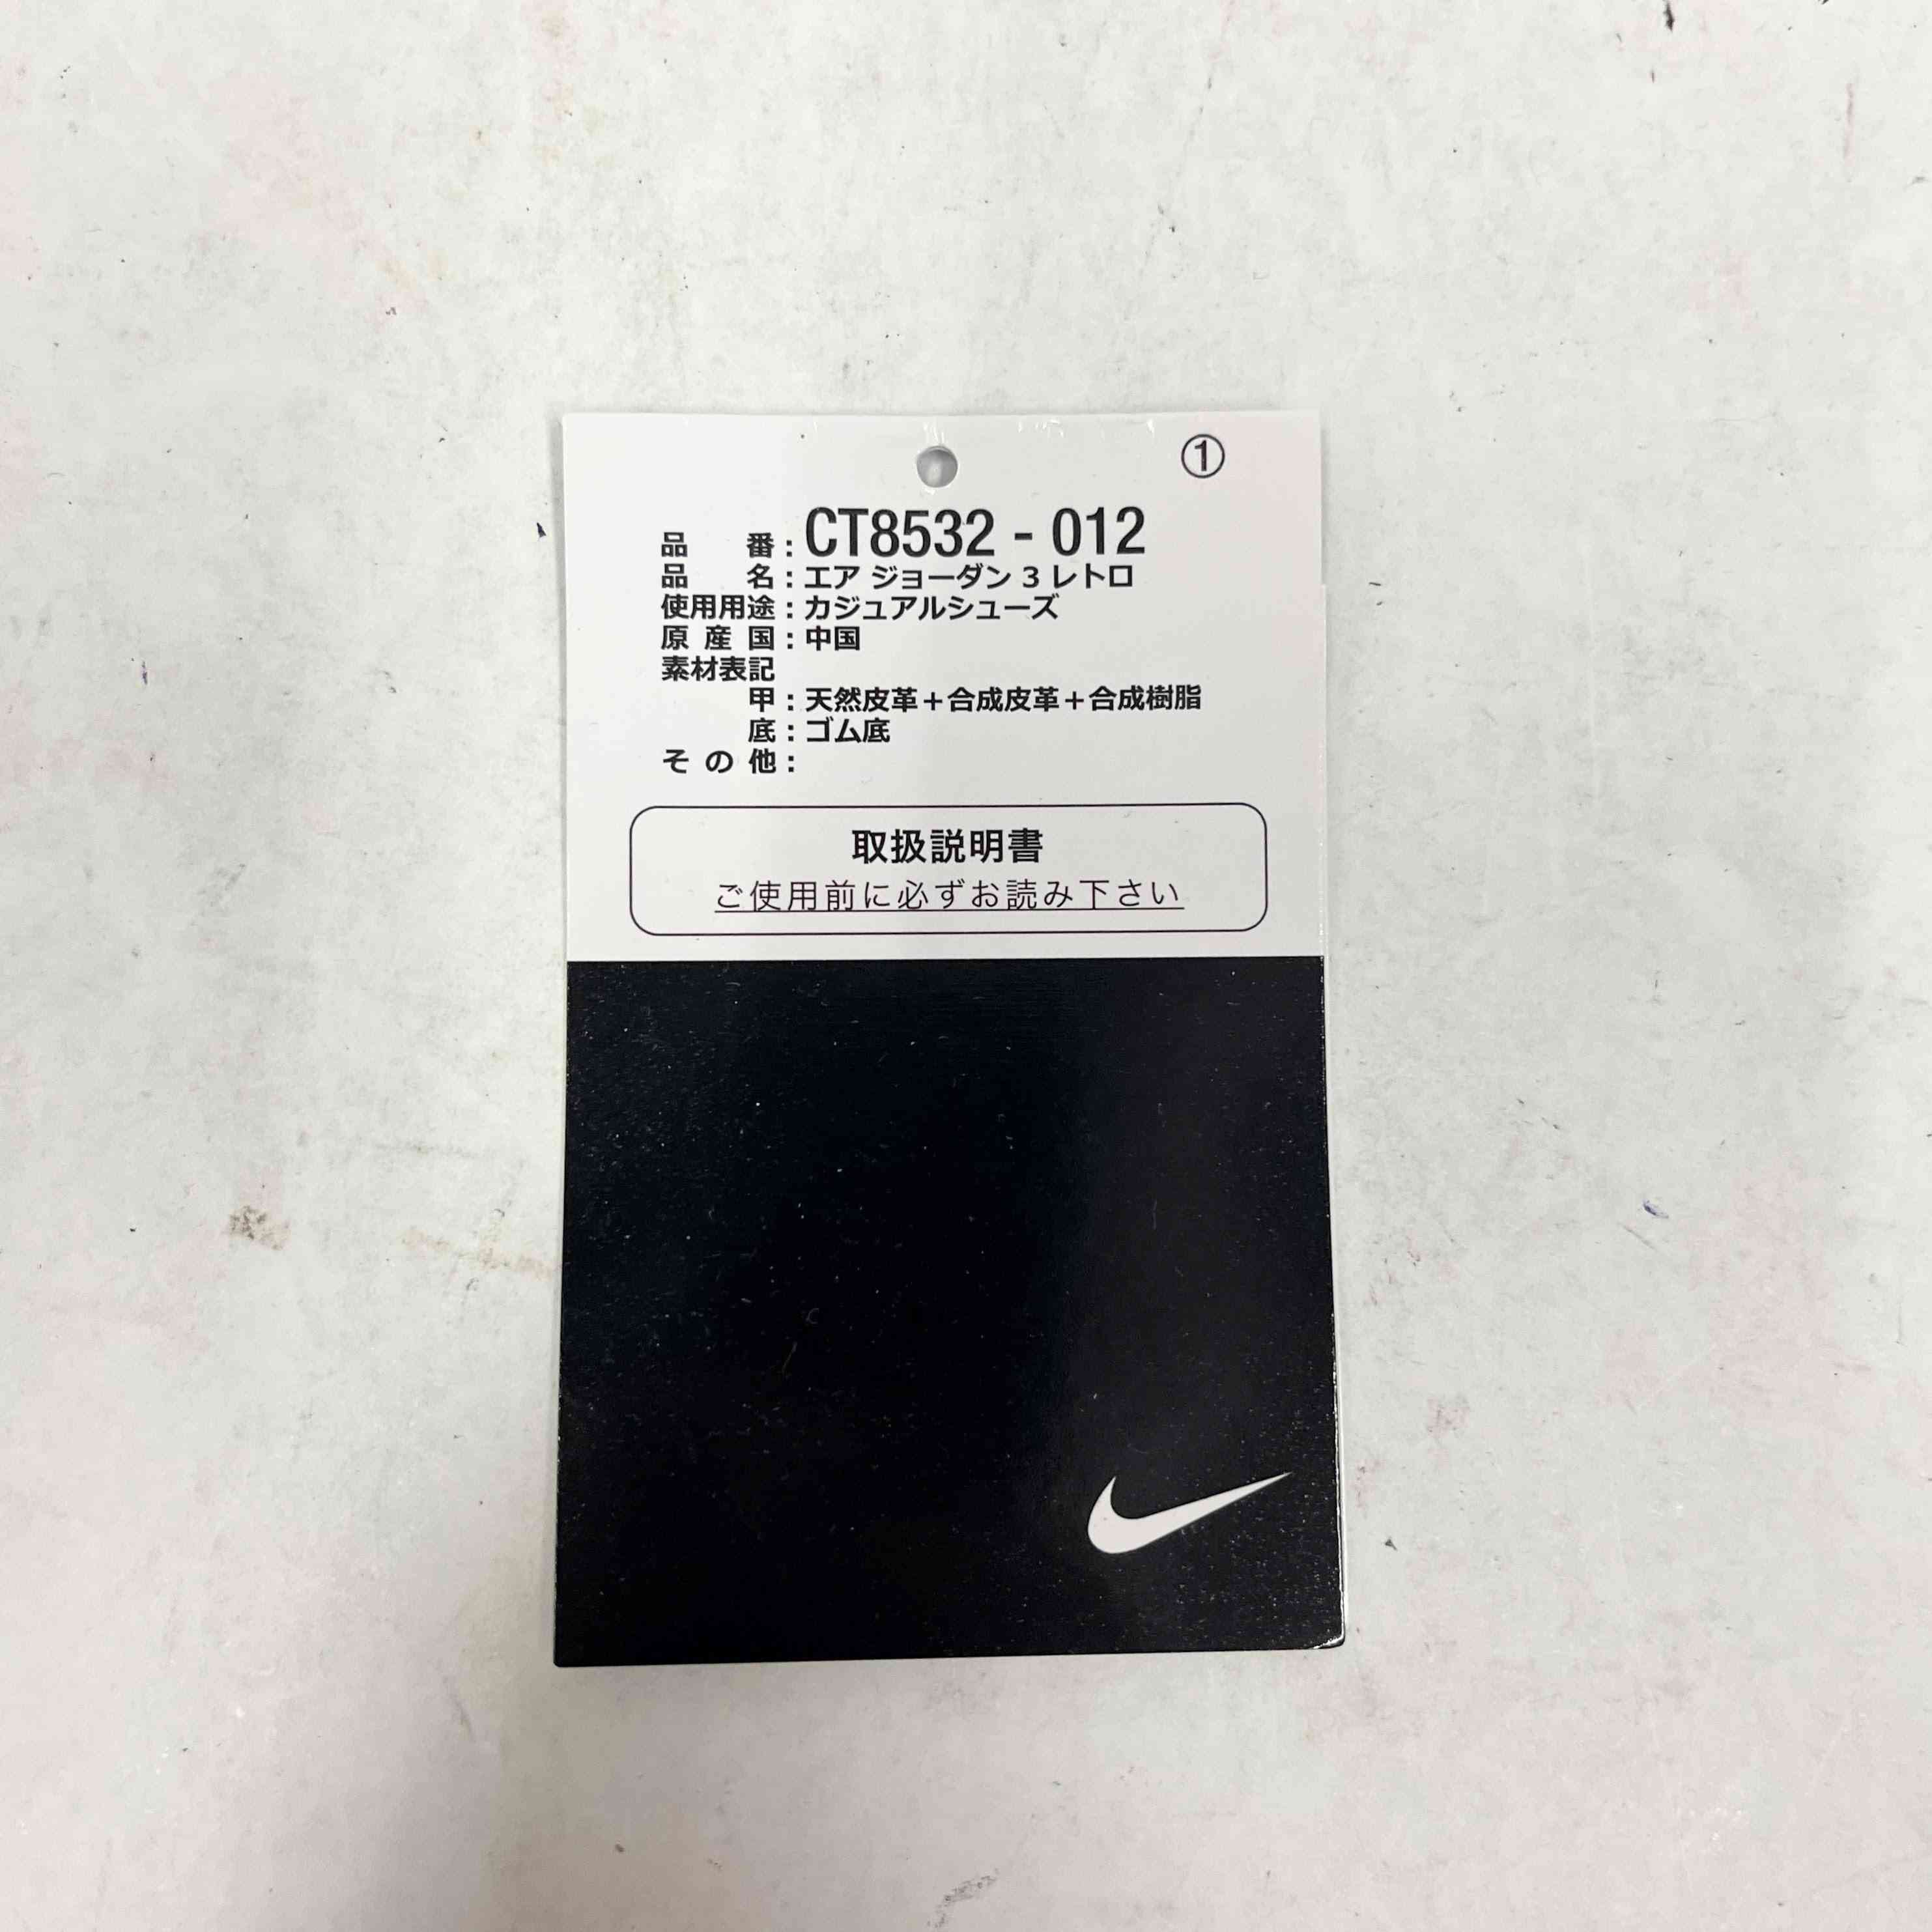 ①
品番：CT8532 - 012
品名：エア ジョーダン 3 レトロ
使用用途：カジュアルシューズ
原産国：中国
素材表記
甲：天然皮革＋合成皮革＋合成樹脂
底：ゴム底
その他：
取扱説明書
ご使用前に必ずお読み下さい